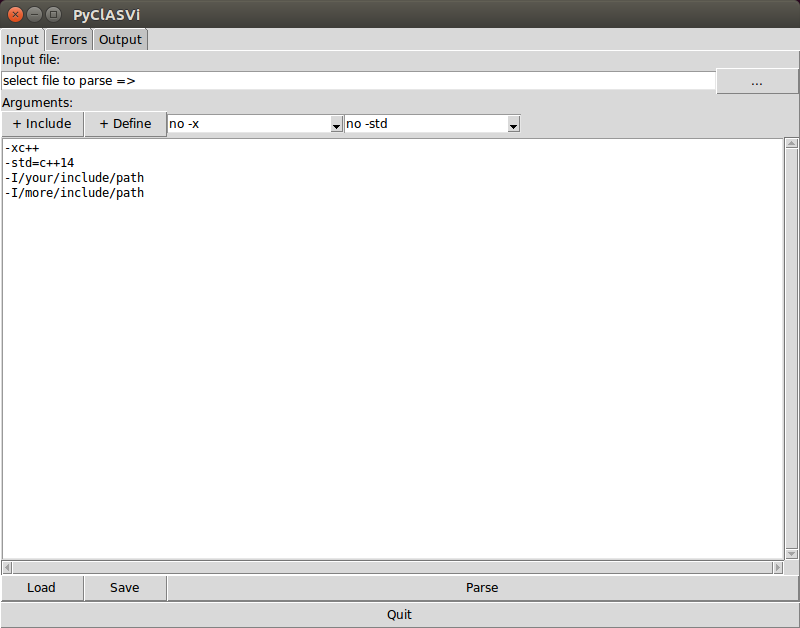 PyClASVi
Input Errors Output
Input file:
select file to parse =>
...
Arguments:
+ Include + Define no -x no -std
-xc++
-std=c++14
-I/your/include/path
-I/more/include/path
Load Save Parse
Quit